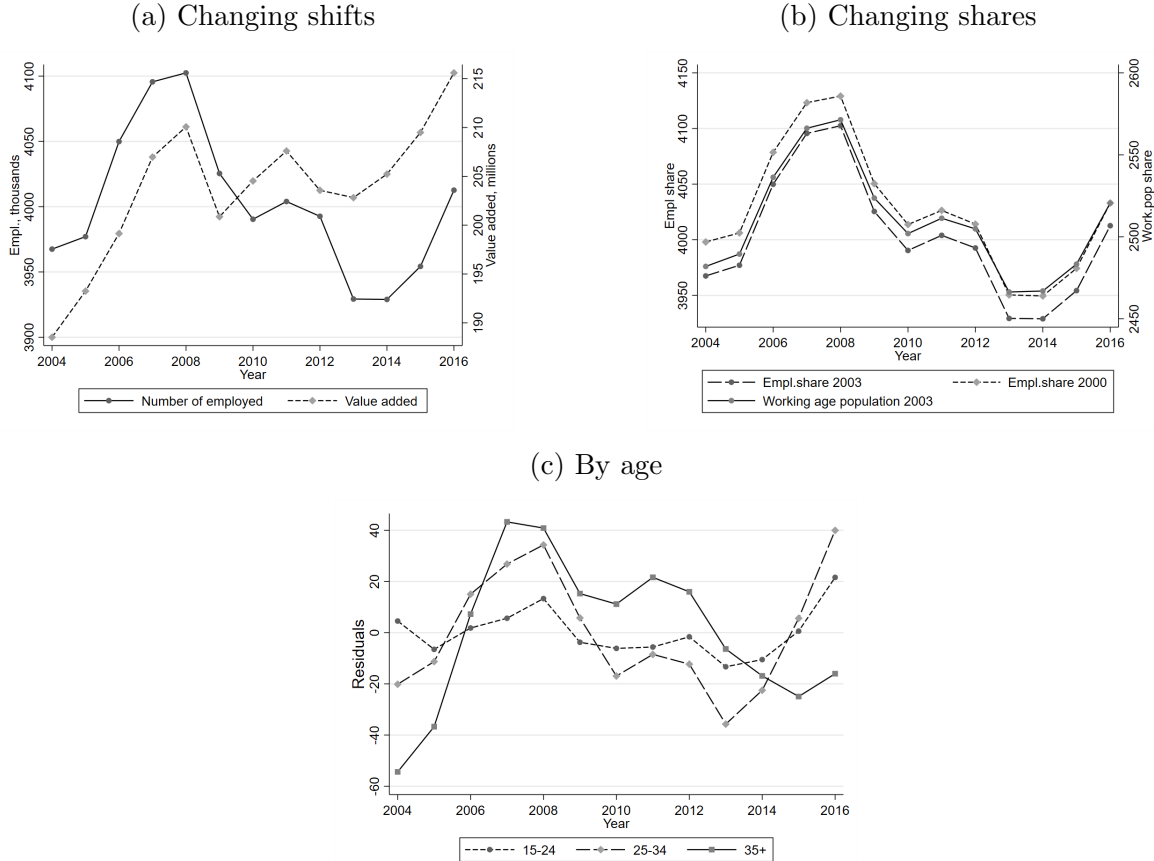 (a) Changing shifts
Empl., thousands
3900 3950 4000 4050 4100
190 195 200 205 210 215
Value added, millions
2004 2006 2008 2010 2012 2014 2016
Year
Number of employed Value added
(b) Changing shares
Empl share
3950 4000 4050 4100 4150
2450 2500 2550 2600
Work.pop share
2004 2006 2008 2010 2012 2014 2016
Year
Empl.share 2003 Empl.share 2000
Working age population 2003
(c) By age
Residuals
-60 -40 -20 0 20 40
2004 2006 2008 2010 2012 2014 2016
Year
15-24 25-34 35+